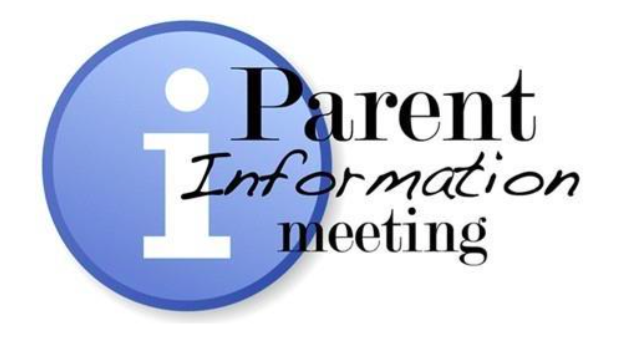 i
Parent
Information
meeting